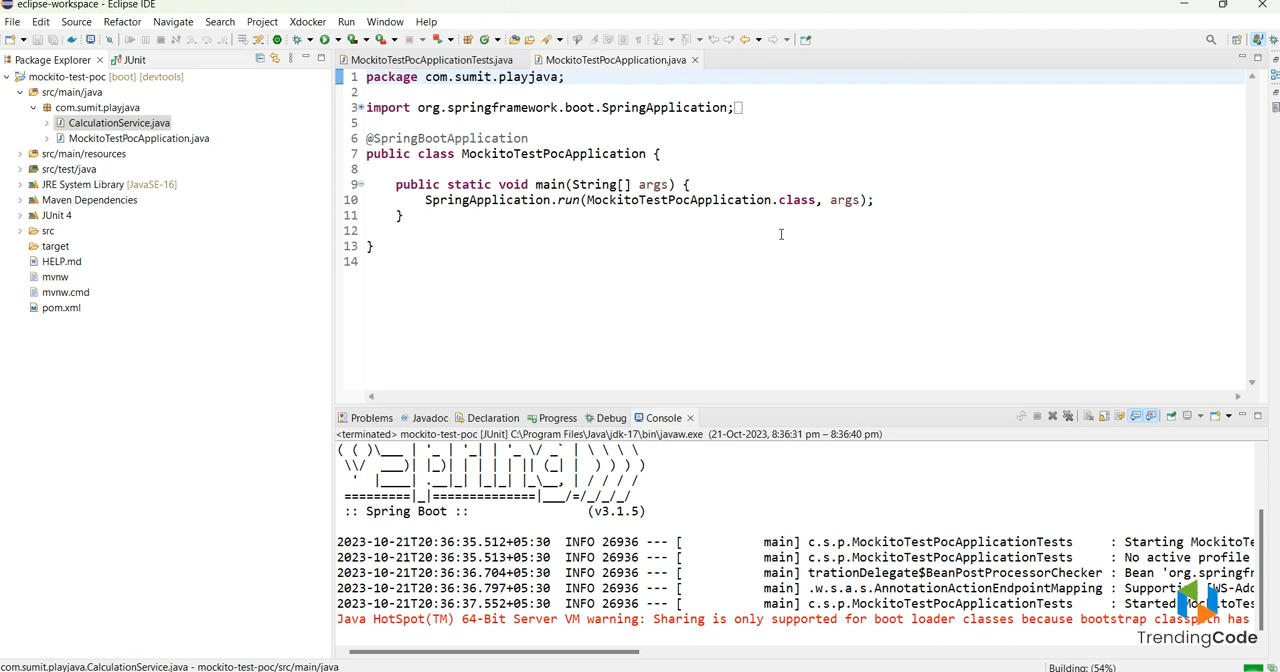 eclipse-workspace - Eclipse IDE
File Edit Source Refactor Navigate Search Project Xdocker Run Window Help
Package Explorer JUnit
mockito-test-poc [boot] [devtools]
src/main/java
com.sumit.playjava
CalculationService.java
MockitoTestPocApplication.java
src/main/resources
src/test/java
JRE System Library [JavaSE-16]
Maven Dependencies
JUnit 4
src
target
HELP.md
mvnw
mvnw.cmd
pom.xml
MockitoTestPocApplicationTests.java MockitoTestPocApplication.java
1 package com.sumit.playjava;
2
3 import org.springframework.boot.SpringApplication;
5
6 @SpringBootApplication
7 public class MockitoTestPocApplication {
8
9 public static void main(String[] args) {
10 SpringApplication.run(MockitoTestPocApplication.class, args);
11 }
12
13 }
14
Problems Javadoc Declaration Progress Debug Console
<terminated> mockito-test-poc [JUnit] C:\Program Files\Java\jdk-17\bin\javaw.exe (21-Oct-2023, 8:36:31 pm – 8:36:40 pm)
:: Spring Boot :: (v3.1.5)
2023-10-21T20:36:35.512+05:30 INFO 26936 --- [ main] c.s.p.MockitoTestPocApplicationTests : Starting MockitoTe
2023-10-21T20:36:35.513+05:30 INFO 26936 --- [ main] c.s.p.MockitoTestPocApplicationTests : No active profile
2023-10-21T20:36:36.704+05:30 INFO 26936 --- [ main] trationDelegate$BeanPostProcessorChecker : Bean 'org.springfr
2023-10-21T20:36:36.797+05:30 INFO 26936 --- [ main] .w.s.a.s.AnnotationActionEndpointMapping :
2023-10-21T20:36:37.552+05:30 INFO 26936 --- [ main] c.s.p.MockitoTestPocApplicationTests : Started
Java HotSpot(TM) 64-Bit Server VM warning: Sharing is only supported for boot loader classes because bootstrap has
TrendingCode
com.sumit.playjava.CalculationService.java - mockito-test-poc/src/main/java
Building: (54%)